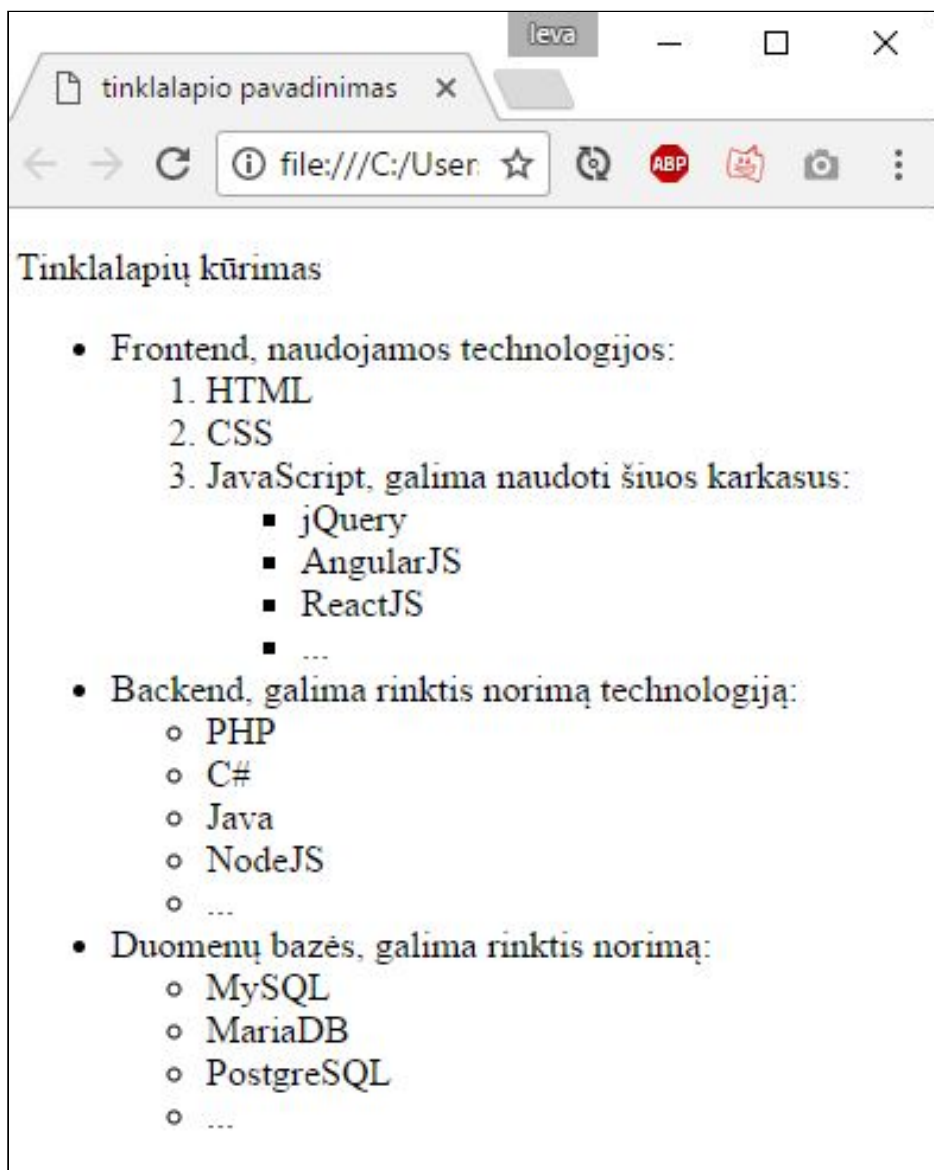 Ieva
tinklalapio pavadinimas
file:///C:/User
ABP
Tinklalapių kūrimas
• Frontend, naudojamos technologijos:
1. HTML
2. CSS
3. JavaScript, galima naudoti šiuos karkasus:
▪ jQuery
▪ AngularJS
▪ ReactJS
▪ ...
• Backend, galima rinktis norimą technologiją:
○ PHP
○ C#
○ Java
○ NodeJS
○ ...
• Duomenų bazės, galima rinktis norimą:
○ MySQL
○ MariaDB
○ PostgreSQL
○ ...